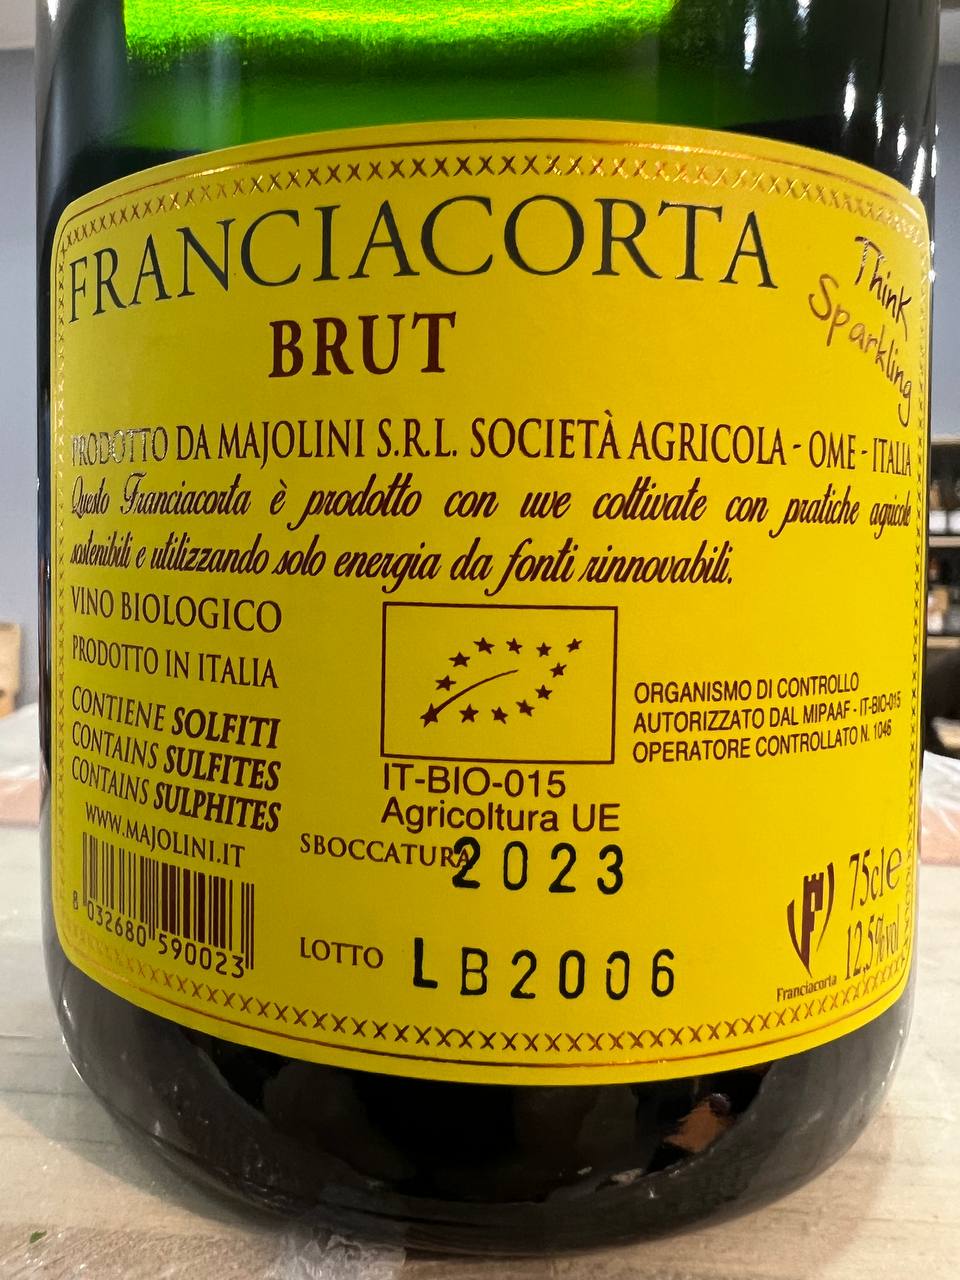 FRANCIACORTA
Think
Sparkling
BRUT
PRODOTTO DA MAJOLINI S.R.L. SOCIETÀ AGRICOLA - OME - ITALIA
Questo Franciacorta è prodotto con uve coltivate con pratiche agricole
sostenibili e utilizzando solo energia da fonti rinnovabili.
VINO BIOLOGICO
PRODOTTO IN ITALIA
CONTIENE SOLFITI
CONTAINS SULFITES
CONTAINS SULPHITES
WWW.MAJOLINI.IT
8 032680 590023
IT-BIO-015
Agricoltura UE
ORGANISMO DI CONTROLLO
AUTORIZZATO DAL MIPAAF - IT-BIO-015
OPERATORE CONTROLLATO N. 1046
SBOCCATURA 2023
LOTTO LB2006
F
Franciacorta
75cl e
12,5%vol